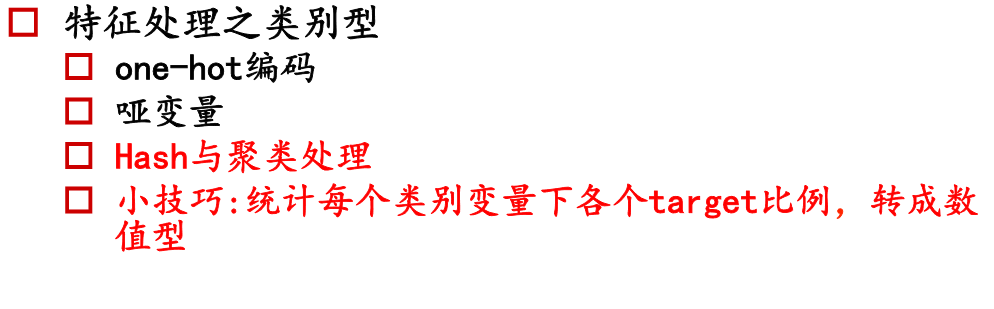 特征处理之类别型
one-hot编码
哑变量
Hash与聚类处理
小技巧:统计每个类别变量下各个target比例，转成数
值型